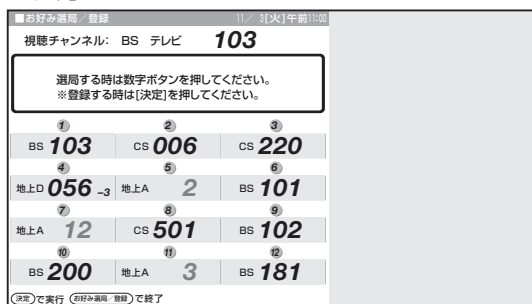 ■お好み選局／登録 11／ 3[火]午前11:00
視聴チャンネル: BS テレビ 103
選局する時は数字ボタンを押してください。
※登録する時は[決定]を押してください。
① ② ③
BS 103 CS 006 CS 220
④ ⑤ ⑥
地上D 056 -3 地上A 2 BS 101
⑦ ⑧ ⑨
地上A 12 CS 501 BS 102
⑩ ⑪ ⑫
BS 200 地上A 3 BS 181
決定 で実行 お好み選局／登録 で終了